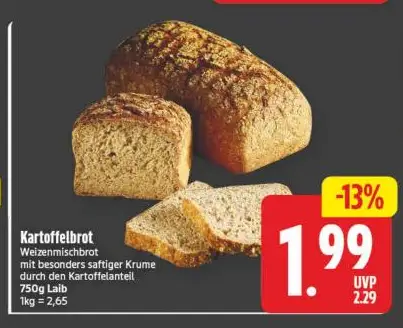 Kartoffelbrot
Weizenmischbrot
mit besonders saftiger Krume
durch den Kartoffelanteil
750g Laib
1kg = 2,65
-13%
1.99
UVP
2.29